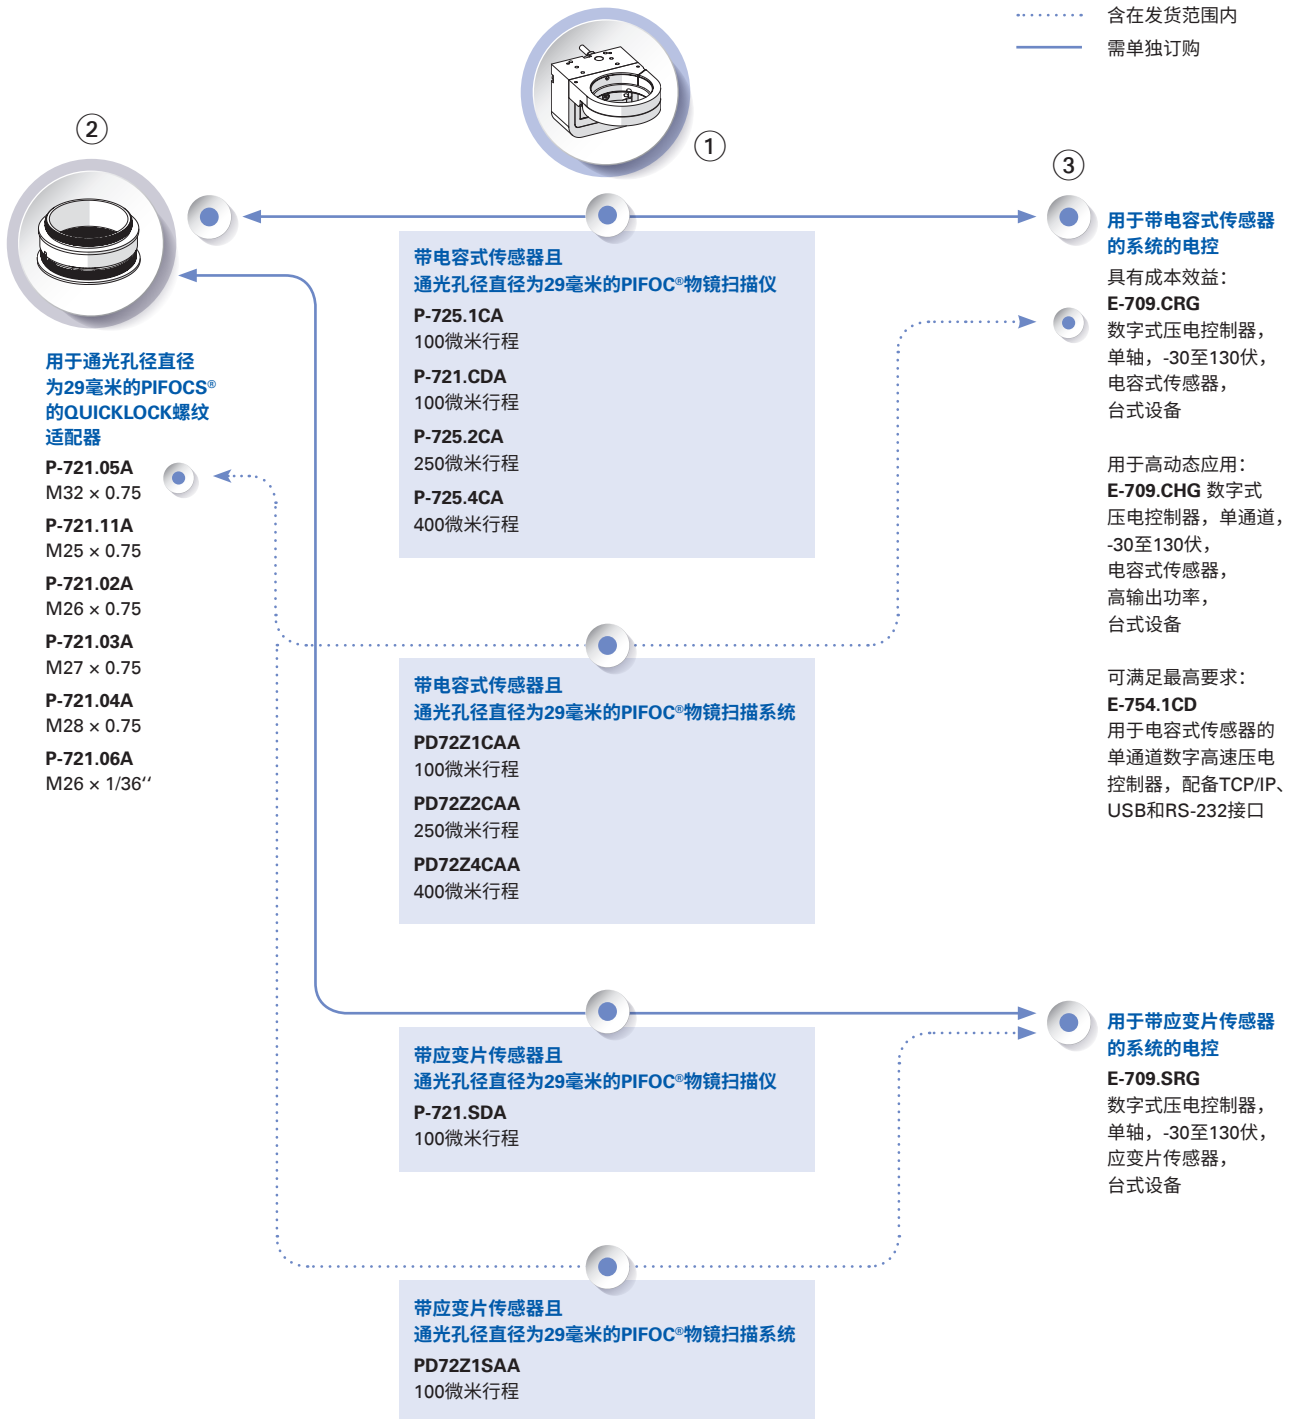 含在发货范围内
需单独订购
①
②
③
用于通光孔径直径
为29毫米的PIFOCS®
的QUICKLOCK螺纹
适配器
P-721.05A
M32 × 0.75
P-721.11A
M25 × 0.75
P-721.02A
M26 × 0.75
P-721.03A
M27 × 0.75
P-721.04A
M28 × 0.75
P-721.06A
M26 × 1/36‘‘
带电容式传感器且
通光孔径直径为29毫米的PIFOC®物镜扫描仪
P-725.1CA
100微米行程
P-721.CDA
100微米行程
P-725.2CA
250微米行程
P-725.4CA
400微米行程
带电容式传感器且
通光孔径直径为29毫米的PIFOC®物镜扫描系统
PD72Z1CAA
100微米行程
PD72Z2CAA
250微米行程
PD72Z4CAA
400微米行程
带应变片传感器且
通光孔径直径为29毫米的PIFOC®物镜扫描仪
P-721.SDA
100微米行程
带应变片传感器且
通光孔径直径为29毫米的PIFOC®物镜扫描系统
PD72Z1SAA
100微米行程
用于带电容式传感器
的系统的电控
具有成本效益：
E-709.CRG
数字式压电控制器，
单轴，-30至130伏，
电容式传感器，
台式设备
用于高动态应用：
E-709.CHG 数字式
压电控制器，单通道，
-30至130伏，
电容式传感器，
高输出功率，
台式设备
可满足最高要求：
E-754.1CD
用于电容式传感器的
单通道数字高速压电
控制器，配备TCP/IP、
USB和RS-232接口
用于带应变片传感器
的系统的电控
E-709.SRG
数字式压电控制器，
单轴，-30至130伏，
应变片传感器，
台式设备